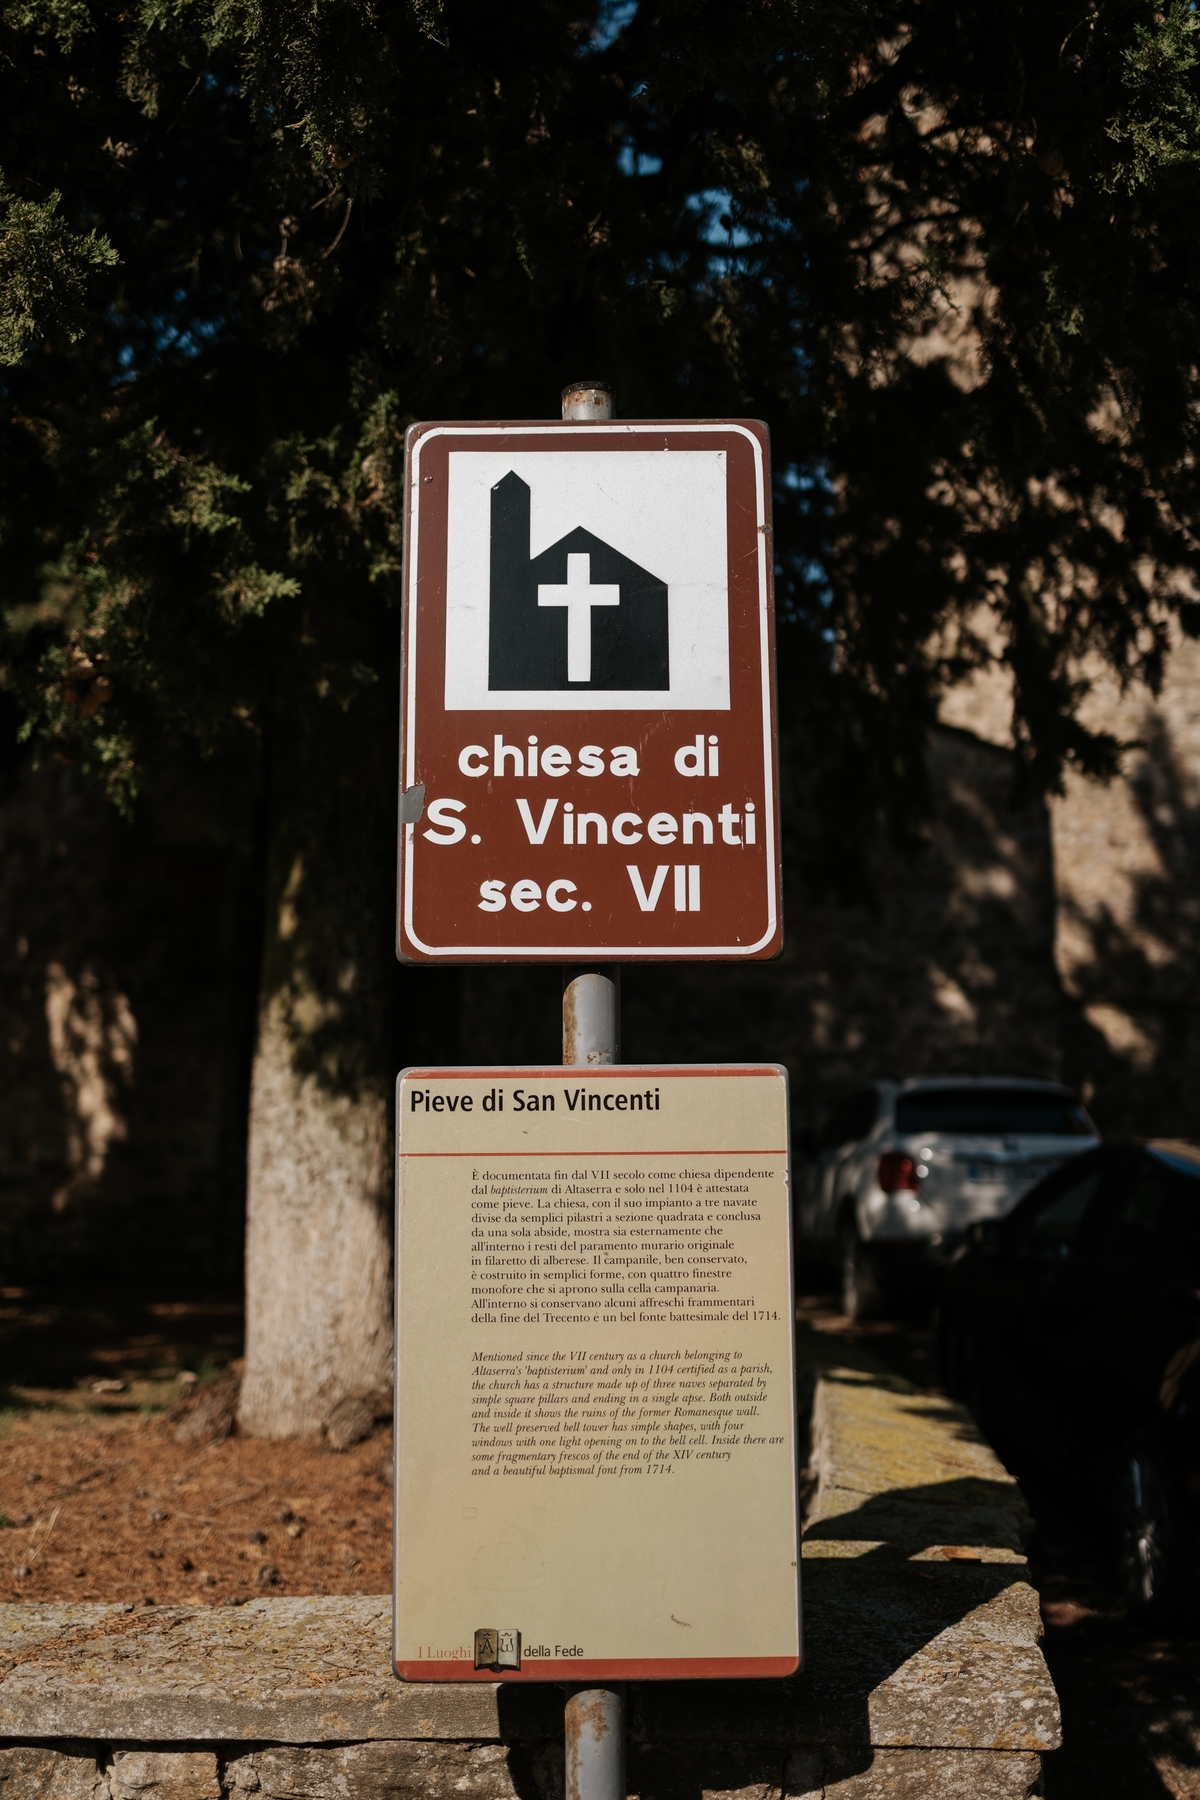 chiesa di
S. Vincenti
sec. VII
Pieve di San Vincenti
È documentata fin dal VII secolo come chiesa dipendente
dal baptisterium di Altaserra e solo nel 1104 è attestata
come pieve. La chiesa, con il suo impianto a tre navate
divise da semplici pilastri a sezione quadrata e conclusa
da una sola abside, mostra sia esternamente che
all'interno i resti del paramento murario originale
in filaretto di alberese. Il campanile, ben conservato,
è costruito in semplici forme, con quattro finestre
monofore che si aprono sulla cella campanaria.
All'interno si conservano alcuni affreschi frammentari
della fine del Trecento e un bel fonte battesimale del 1714.
Mentioned since the VII century as a church belonging to
Altaserra's 'baptisterium' and only in 1104 certified as a parish,
the church has a structure made up of three naves separated by
simple square pillars and ending in a single apse. Both outside
and inside it shows the ruins of the former Romanesque wall.
The well preserved bell tower has simple shapes, with four
windows with one light opening on to the bell cell. Inside there are
some fragmentary frescos of the end of the XIV century
and a beautiful baptismal font from 1714.
I Luoghi A ω della Fede